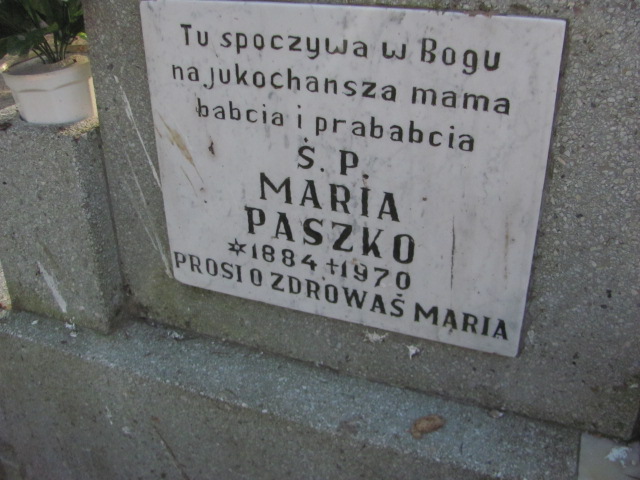 Tu spoczywa w Bogu
najukochansza mama
babcia i prababcia
Ś. P.
MARIA
PASZKO
*1884 †1970
PROSI O ZDROWAŚ MARIA